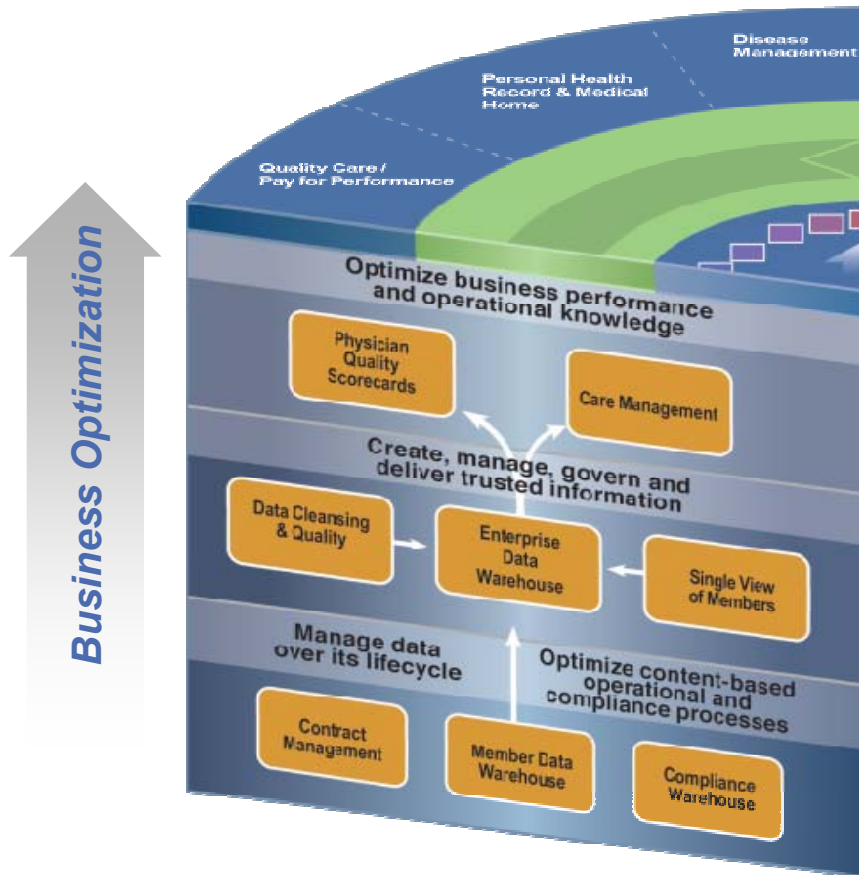 Disease
Management
Personal Health
Record & Medical
Home
Quality Care /
Pay for Performance
Business Optimization
Optimize business performance
and operational knowledge
Physician
Quality
Scorecards
Care Management
Create, manage, govern and
deliver trusted information
Data Cleansing
& Quality
Enterprise
Data
Warehouse
Single View
of Members
Manage data
over its lifecycle
Optimize content-based
operational and
compliance processes
Contract
Management
Member Data
Warehouse
Compliance
Warehouse